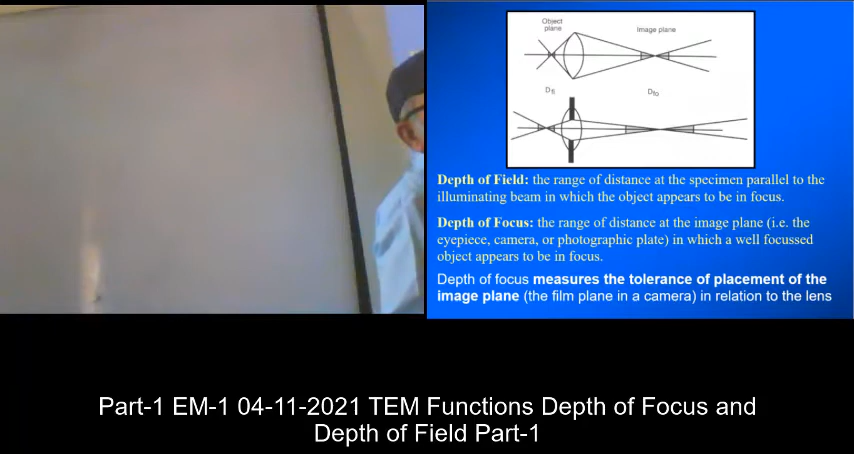 Object
plane
Image plane
Dfi
Dfo
Depth of Field: the range of distance at the specimen parallel to the
illuminating beam in which the object appears to be in focus.
Depth of Focus: the range of distance at the image plane (i.e. the
eyepiece, camera, or photographic plate) in which a well focussed
object appears to be in focus.
Depth of focus measures the tolerance of placement of the
image plane (the film plane in a camera) in relation to the lens
Part-1 EM-1 04-11-2021 TEM Functions Depth of Focus and
Depth of Field Part-1